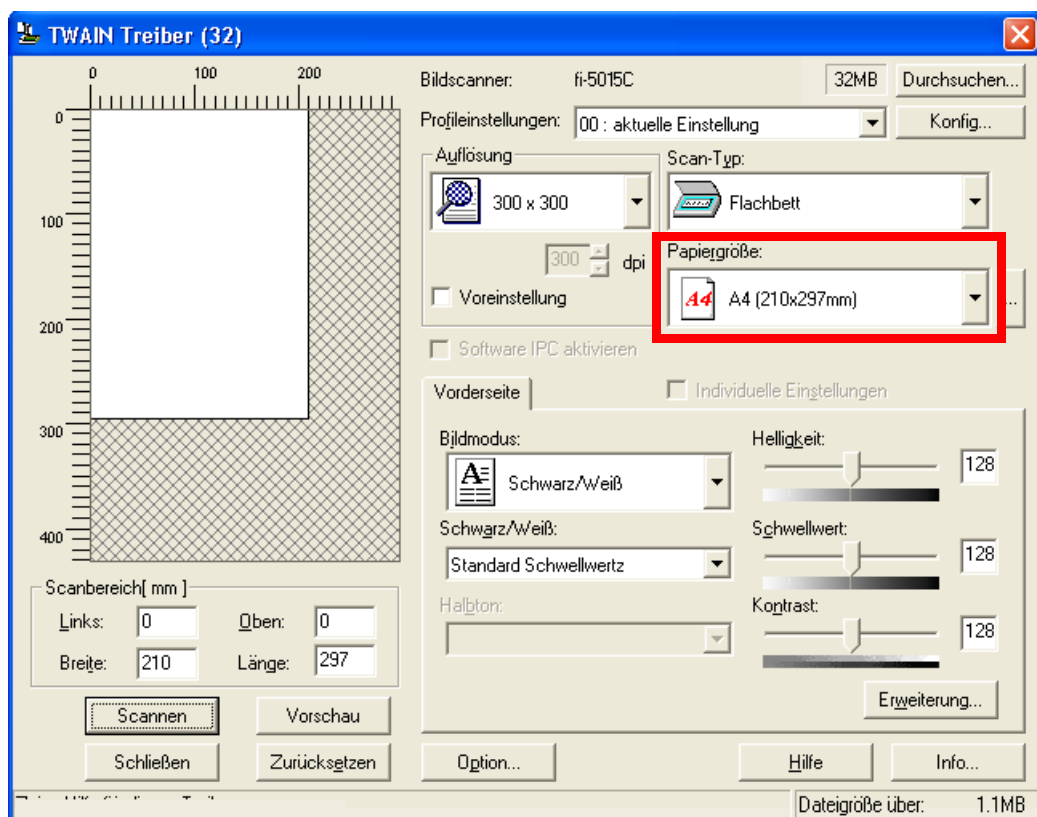 TWAIN Treiber (32)
0 100 200
0
100
200
300
400
Bildscanner: fi-5015C 32MB Durchsuchen...
Profileinstellungen: 00 : aktuelle Einstellung Konfig...
Auflösung
300 x 300
300 dpi
Voreinstellung
Scan-Typ:
Flachbett
Papiergröße:
A4 A4 (210x297mm)
...
Software IPC aktivieren
Vorderseite
Individuelle Einstellungen
Bildmodus:
Schwarz/Weiß
Schwarz/Weiß:
Standard Schwellwertz
Halbton:
Helligkeit:
128
Schwellwert:
128
Kontrast:
128
Erweiterung...
Scanbereich[ mm ]
Links: 0 Oben: 0
Breite: 210 Länge: 297
Scannen Vorschau
Schließen Zurücksetzen
Option... Hilfe Info...
Dateigröße über: 1.1MB